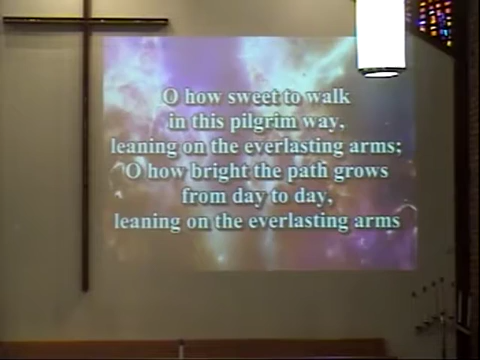 O how sweet to walk
in this pilgrim way,
leaning on the everlasting arms;
O how bright the path grows
from day to day,
leaning on the everlasting arms